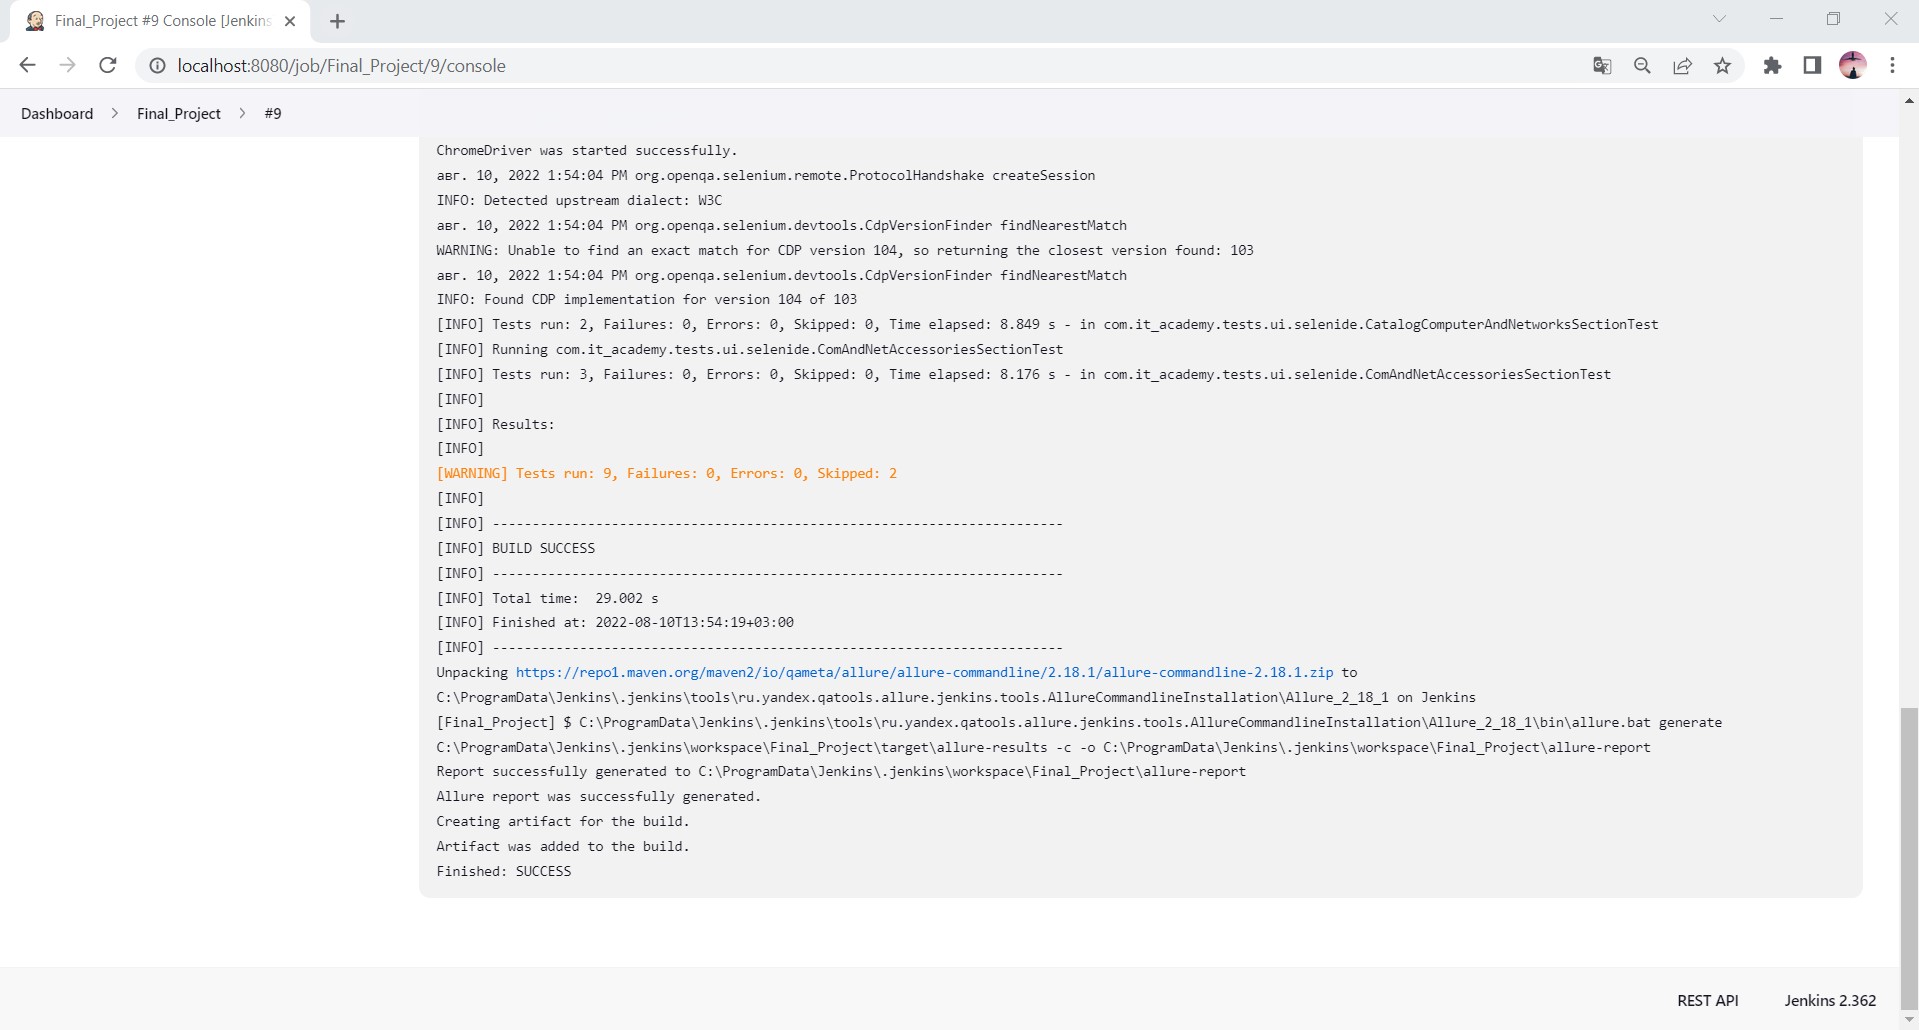 Final_Project #9 Console [Jenkins
localhost:8080/job/Final_Project/9/console
Dashboard > Final_Project > #9
ChromeDriver was started successfully.
авг. 10, 2022 1:54:04 PM org.openqa.selenium.remote.ProtocolHandshake createSession
INFO: Detected upstream dialect: W3C
авг. 10, 2022 1:54:04 PM org.openqa.selenium.devtools.CdpVersionFinder findNearestMatch
WARNING: Unable to find an exact match for CDP version 104, so returning the closest version found: 103
авг. 10, 2022 1:54:04 PM org.openqa.selenium.devtools.CdpVersionFinder findNearestMatch
INFO: Found CDP implementation for version 104 of 103
[INFO] Tests run: 2, Failures: 0, Errors: 0, Skipped: 0, Time elapsed: 8.849 s - in com.it_academy.tests.ui.selenide.CatalogComputerAndNetworksSectionTest
[INFO] Running com.it_academy.tests.ui.selenide.ComAndNetAccessoriesSectionTest
[INFO] Tests run: 3, Failures: 0, Errors: 0, Skipped: 0, Time elapsed: 8.176 s - in com.it_academy.tests.ui.selenide.ComAndNetAccessoriesSectionTest
[INFO]
[INFO] Results:
[INFO]
[WARNING] Tests run: 9, Failures: 0, Errors: 0, Skipped: 2
[INFO]
[INFO] ------------------------------------------------------------------------
[INFO] BUILD SUCCESS
[INFO] ------------------------------------------------------------------------
[INFO] Total time:  29.002 s
[INFO] Finished at: 2022-08-10T13:54:19+03:00
[INFO] ------------------------------------------------------------------------
Unpacking https://repo1.maven.org/maven2/io/qameta/allure/allure-commandline/2.18.1/allure-commandline-2.18.1.zip to
C:\ProgramData\Jenkins\.jenkins\tools\ru.yandex.qatools.allure.jenkins.tools.AllureCommandlineInstallation\Allure_2_18_1 on Jenkins
[Final_Project] $ C:\ProgramData\Jenkins\.jenkins\tools\ru.yandex.qatools.allure.jenkins.tools.AllureCommandlineInstallation\Allure_2_18_1\bin\allure.bat generate
C:\ProgramData\Jenkins\.jenkins\workspace\Final_Project\target\allure-results -c -o C:\ProgramData\Jenkins\.jenkins\workspace\Final_Project\allure-report
Report successfully generated to C:\ProgramData\Jenkins\.jenkins\workspace\Final_Project\allure-report
Allure report was successfully generated.
Creating artifact for the build.
Artifact was added to the build.
Finished: SUCCESS
REST API Jenkins 2.362